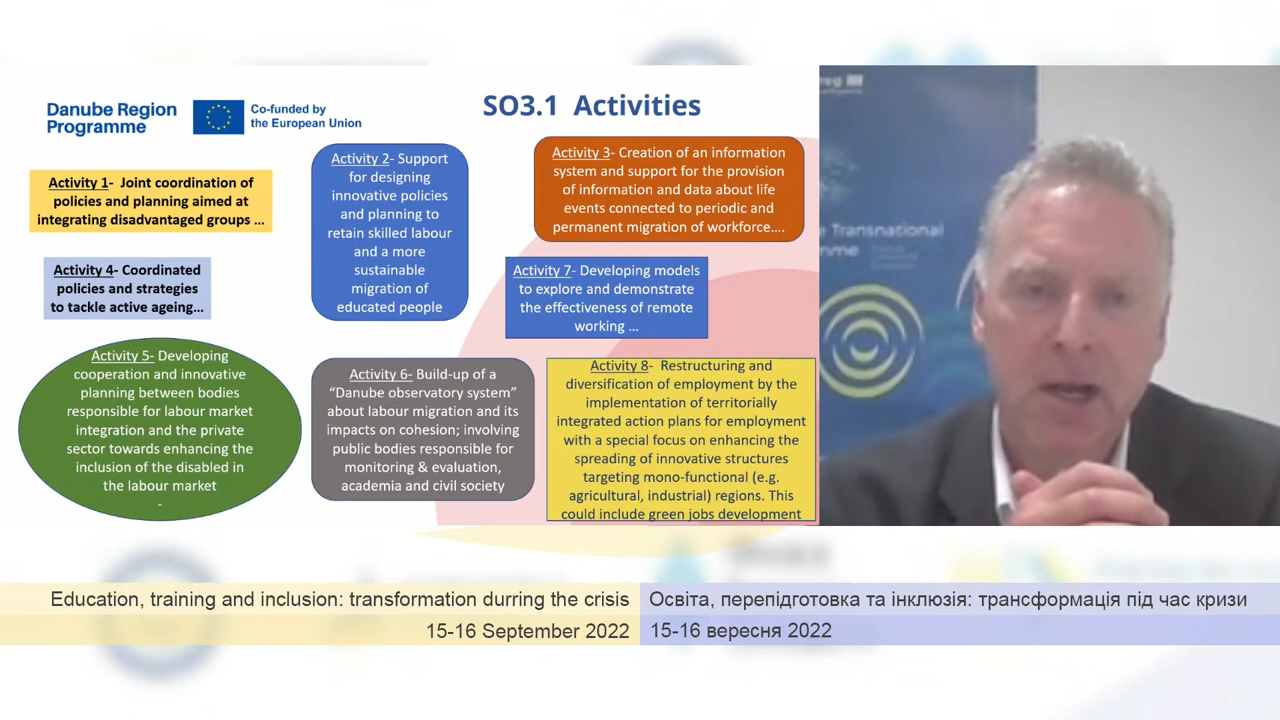 Danube Region
Programme
Co-funded by
the European Union
SO3.1 Activities
Activity 1- Joint coordination of
policies and planning aimed at
integrating disadvantaged groups ...
Activity 2- Support
for designing
innovative policies
and planning to
retain skilled labour
and a more
sustainable
migration of
educated people
Activity 3- Creation of an information
system and support for the provision
of information and data about life
events connected to periodic and
permanent migration of workforce....
Activity 4- Coordinated
policies and strategies
to tackle active ageing...
Activity 7- Developing models
to explore and demonstrate
the effectiveness of remote
working ...
Activity 5- Developing
cooperation and innovative
planning between bodies
responsible for labour market
integration and the private
sector towards enhancing the
inclusion of the disabled in
the labour market
-
Activity 6- Build-up of a
“Danube observatory system”
about labour migration and its
impacts on cohesion; involving
public bodies responsible for
monitoring & evaluation,
academia and civil society
Activity 8- Restructuring and
diversification of employment by the
implementation of territorially
integrated action plans for employment
with a special focus on enhancing the
spreading of innovative structures
targeting mono-functional (e.g.
agricultural, industrial) regions. This
could include green jobs development
Transnational
Education, training and inclusion: transformation durring the crisis
15-16 September 2022
Освіта, перепідготовка та інклюзія: трансформація під час кризи
15-16 вересня 2022